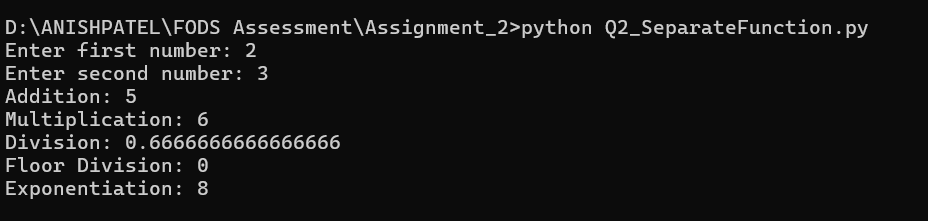 D:\ANISHPATEL\FODS Assessment\Assignment_2>python Q2_SeparateFunction.py
Enter first number: 2
Enter second number: 3
Addition: 5
Multiplication: 6
Division: 0.6666666666666666
Floor Division: 0
Exponentiation: 8